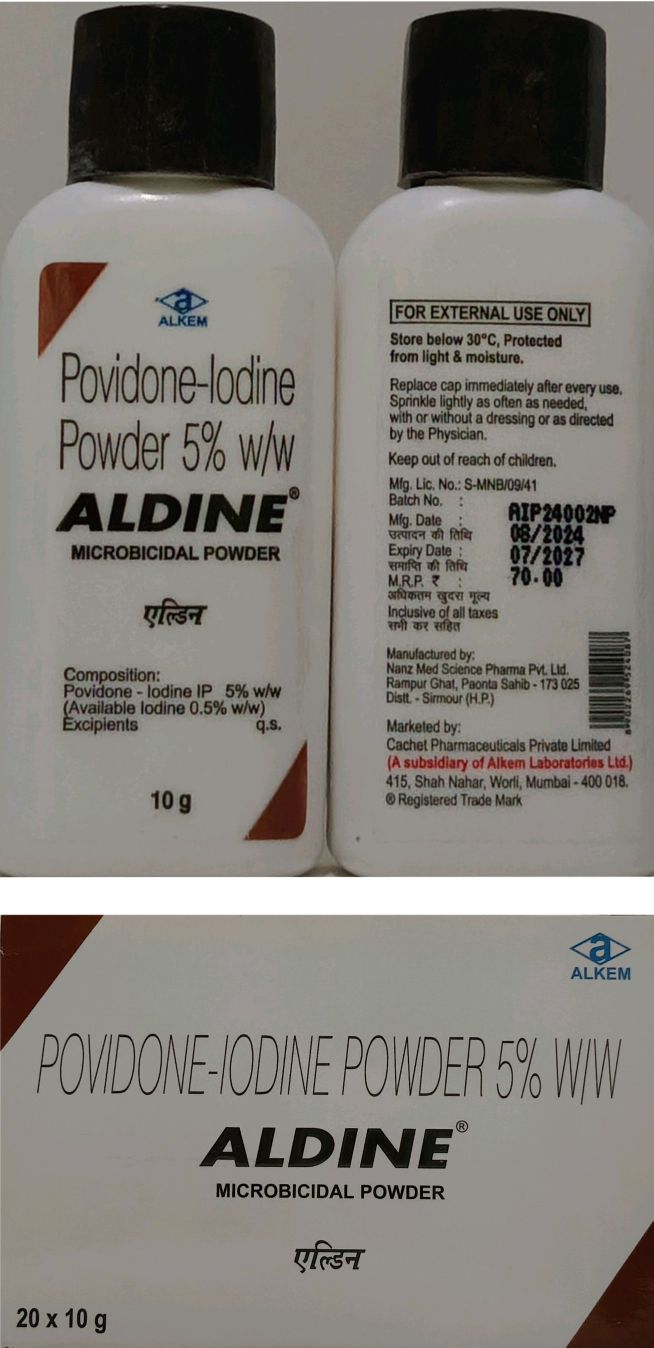 ALKEM
Povidone-Iodine
Powder 5% w/w
ALDINE®
MICROBICIDAL POWDER
एल्डिन
Composition:
Povidone - Iodine IP 5% w/w
(Available Iodine 0.5% w/w)
Excipients q.s.
10 g
FOR EXTERNAL USE ONLY
Store below 30°C, Protected
from light & moisture.
Replace cap immediately after every use.
Sprinkle lightly as often as needed,
with or without a dressing or as directed
by the Physician.
Keep out of reach of children.
Mfg. Lic. No.: S-MNB/09/41
Batch No. : AIP24002NP
Mfg. Date : 08/2024
उत्पादन की तिथि
Expiry Date : 07/2027
समाप्ति की तिथि
M.R.P. ₹ : 70.00
अधिकतम खुदरा मूल्य
Inclusive of all taxes
सभी कर सहित
Manufactured by:
Nanz Med Science Pharma Pvt. Ltd.
Rampur Ghat, Paonta Sahib - 173 025
Distt. - Sirmour (H.P.)
Marketed by:
Cachet Pharmaceuticals Private Limited
(A subsidiary of Alkem Laboratories Ltd.)
415, Shah Nahar, Worli, Mumbai - 400 018.
® Registered Trade Mark
ALKEM
POVIDONE-IODINE POWDER 5% W/W
ALDINE®
MICROBICIDAL POWDER
एल्डिन
20 x 10 g